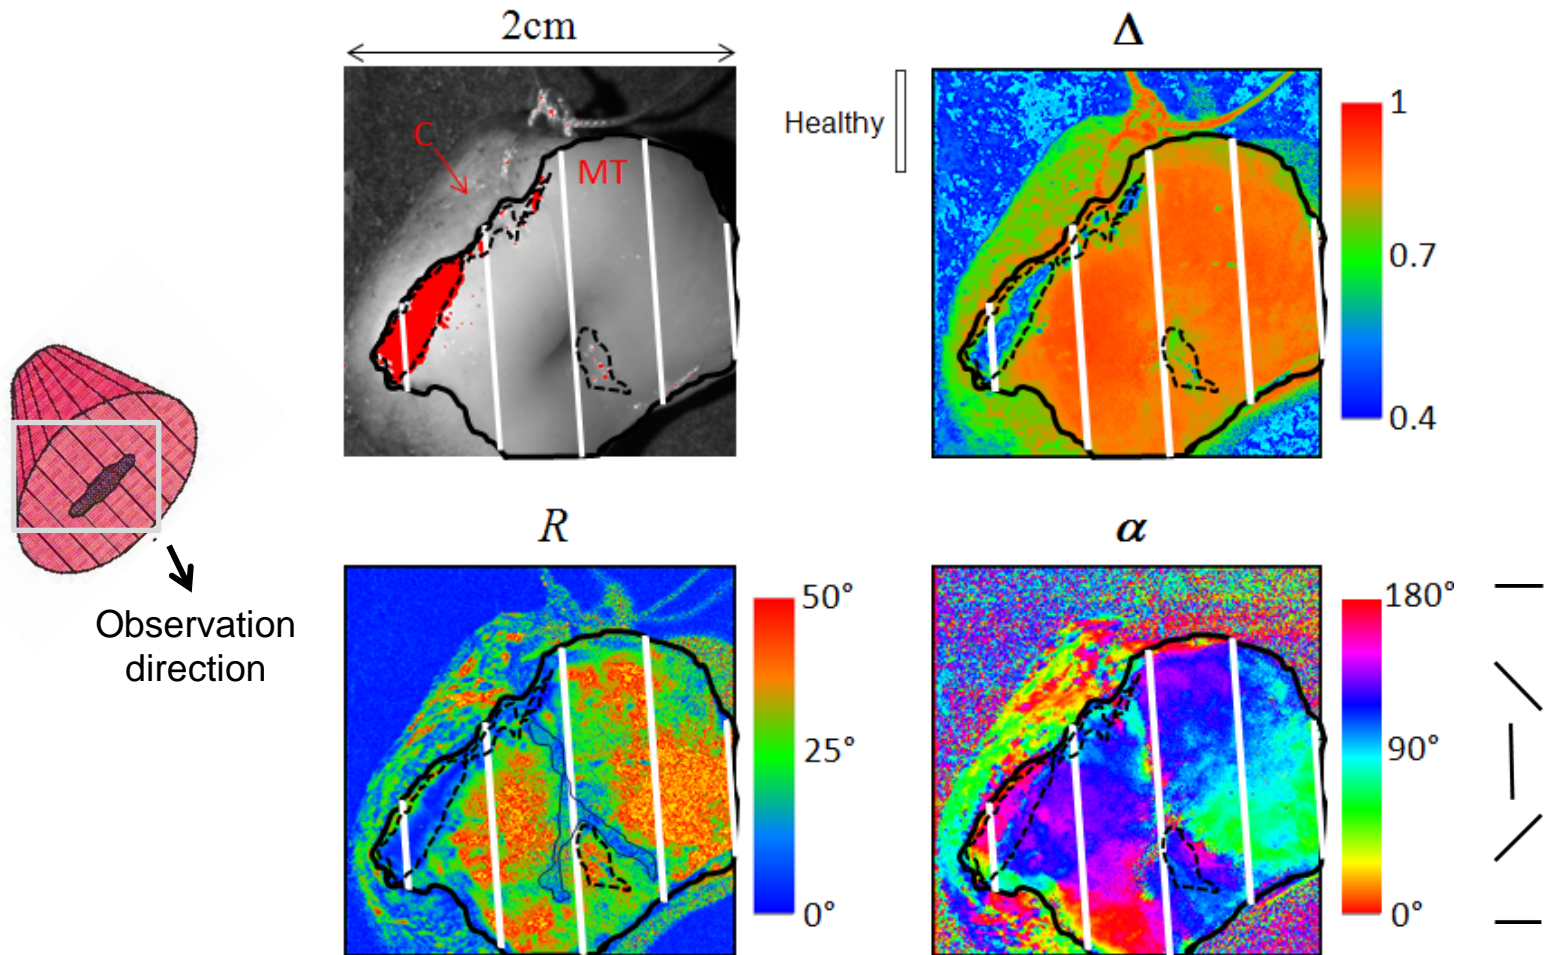 2cm
C
MT
Healthy
Δ
1
0.7
0.4
Observation
direction
R
50°
25°
0°
α
180°
90°
0°